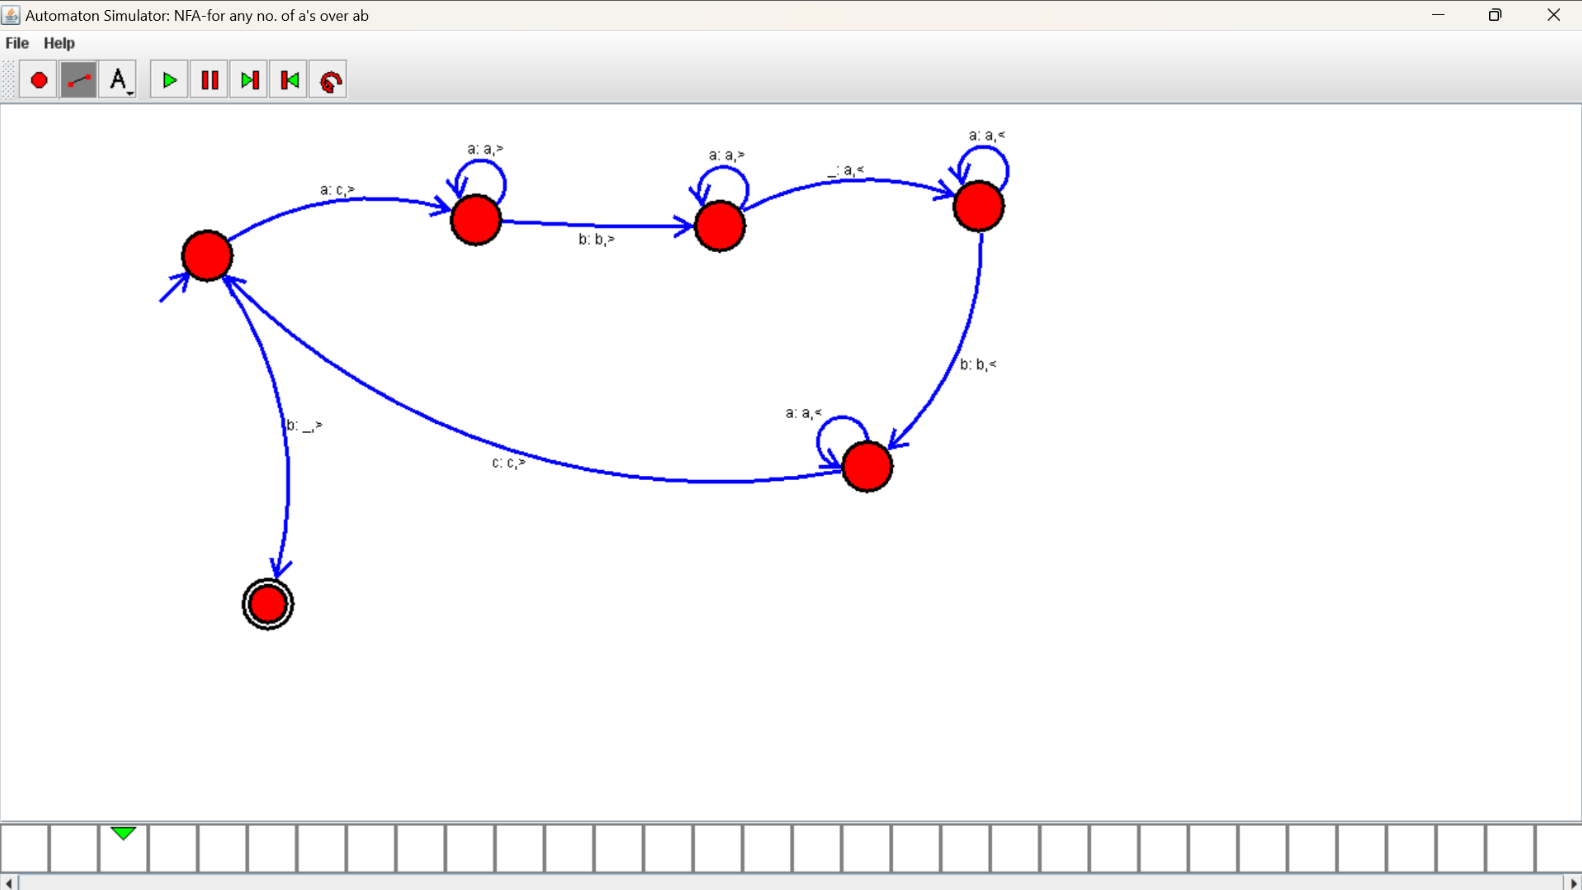 Automaton Simulator: NFA-for any no. of a's over ab
File Help
A
a: a,<
a: a,>
a: a,>
_: a,<
a: c,>
b: b,>
b: b,<
a: a,<
b: _,>
c: c,>